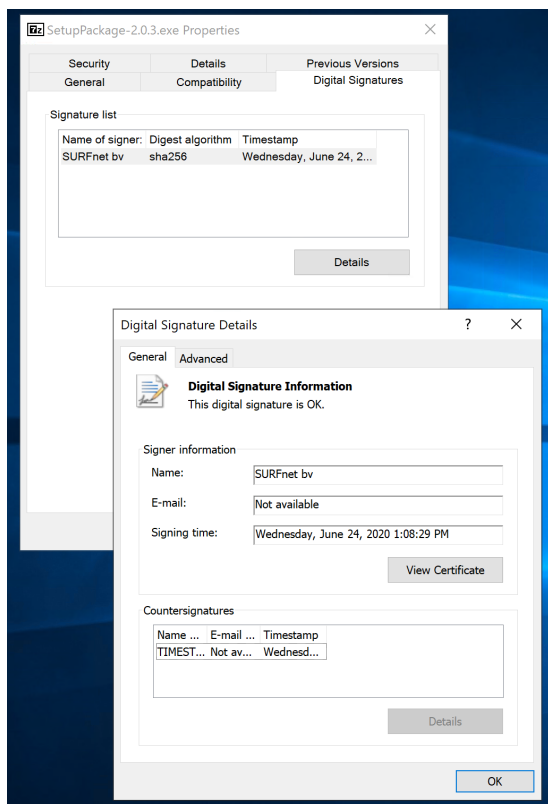 7z SetupPackage-2.0.3.exe Properties
Security Details Previous Versions
General Compatibility Digital Signatures
Signature list
Name of signer: Digest algorithm Timestamp
SURFnet bv sha256 Wednesday, June 24, 2...
Details
Digital Signature Details ?
General Advanced
Digital Signature Information
This digital signature is OK.
Signer information
Name: SURFnet bv
E-mail: Not available
Signing time: Wednesday, June 24, 2020 1:08:29 PM
View Certificate
Countersignatures
Name ... E-mail ... Timestamp
TIMEST... Not av... Wednesd...
Details
OK